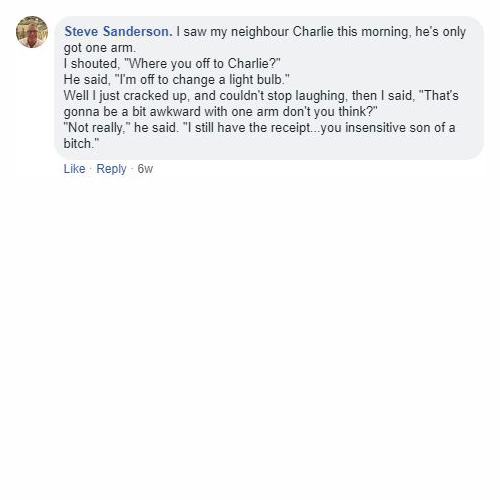 Steve Sanderson. I saw my neighbour Charlie this morning, he's only
got one arm.
I shouted, "Where you off to Charlie?"
He said, "I'm off to change a light bulb."
Well I just cracked up, and couldn't stop laughing, then I said, "That's
gonna be a bit awkward with one arm don't you think?"
"Not really," he said. "I still have the receipt...you insensitive son of a
bitch."
Like · Reply · 6w